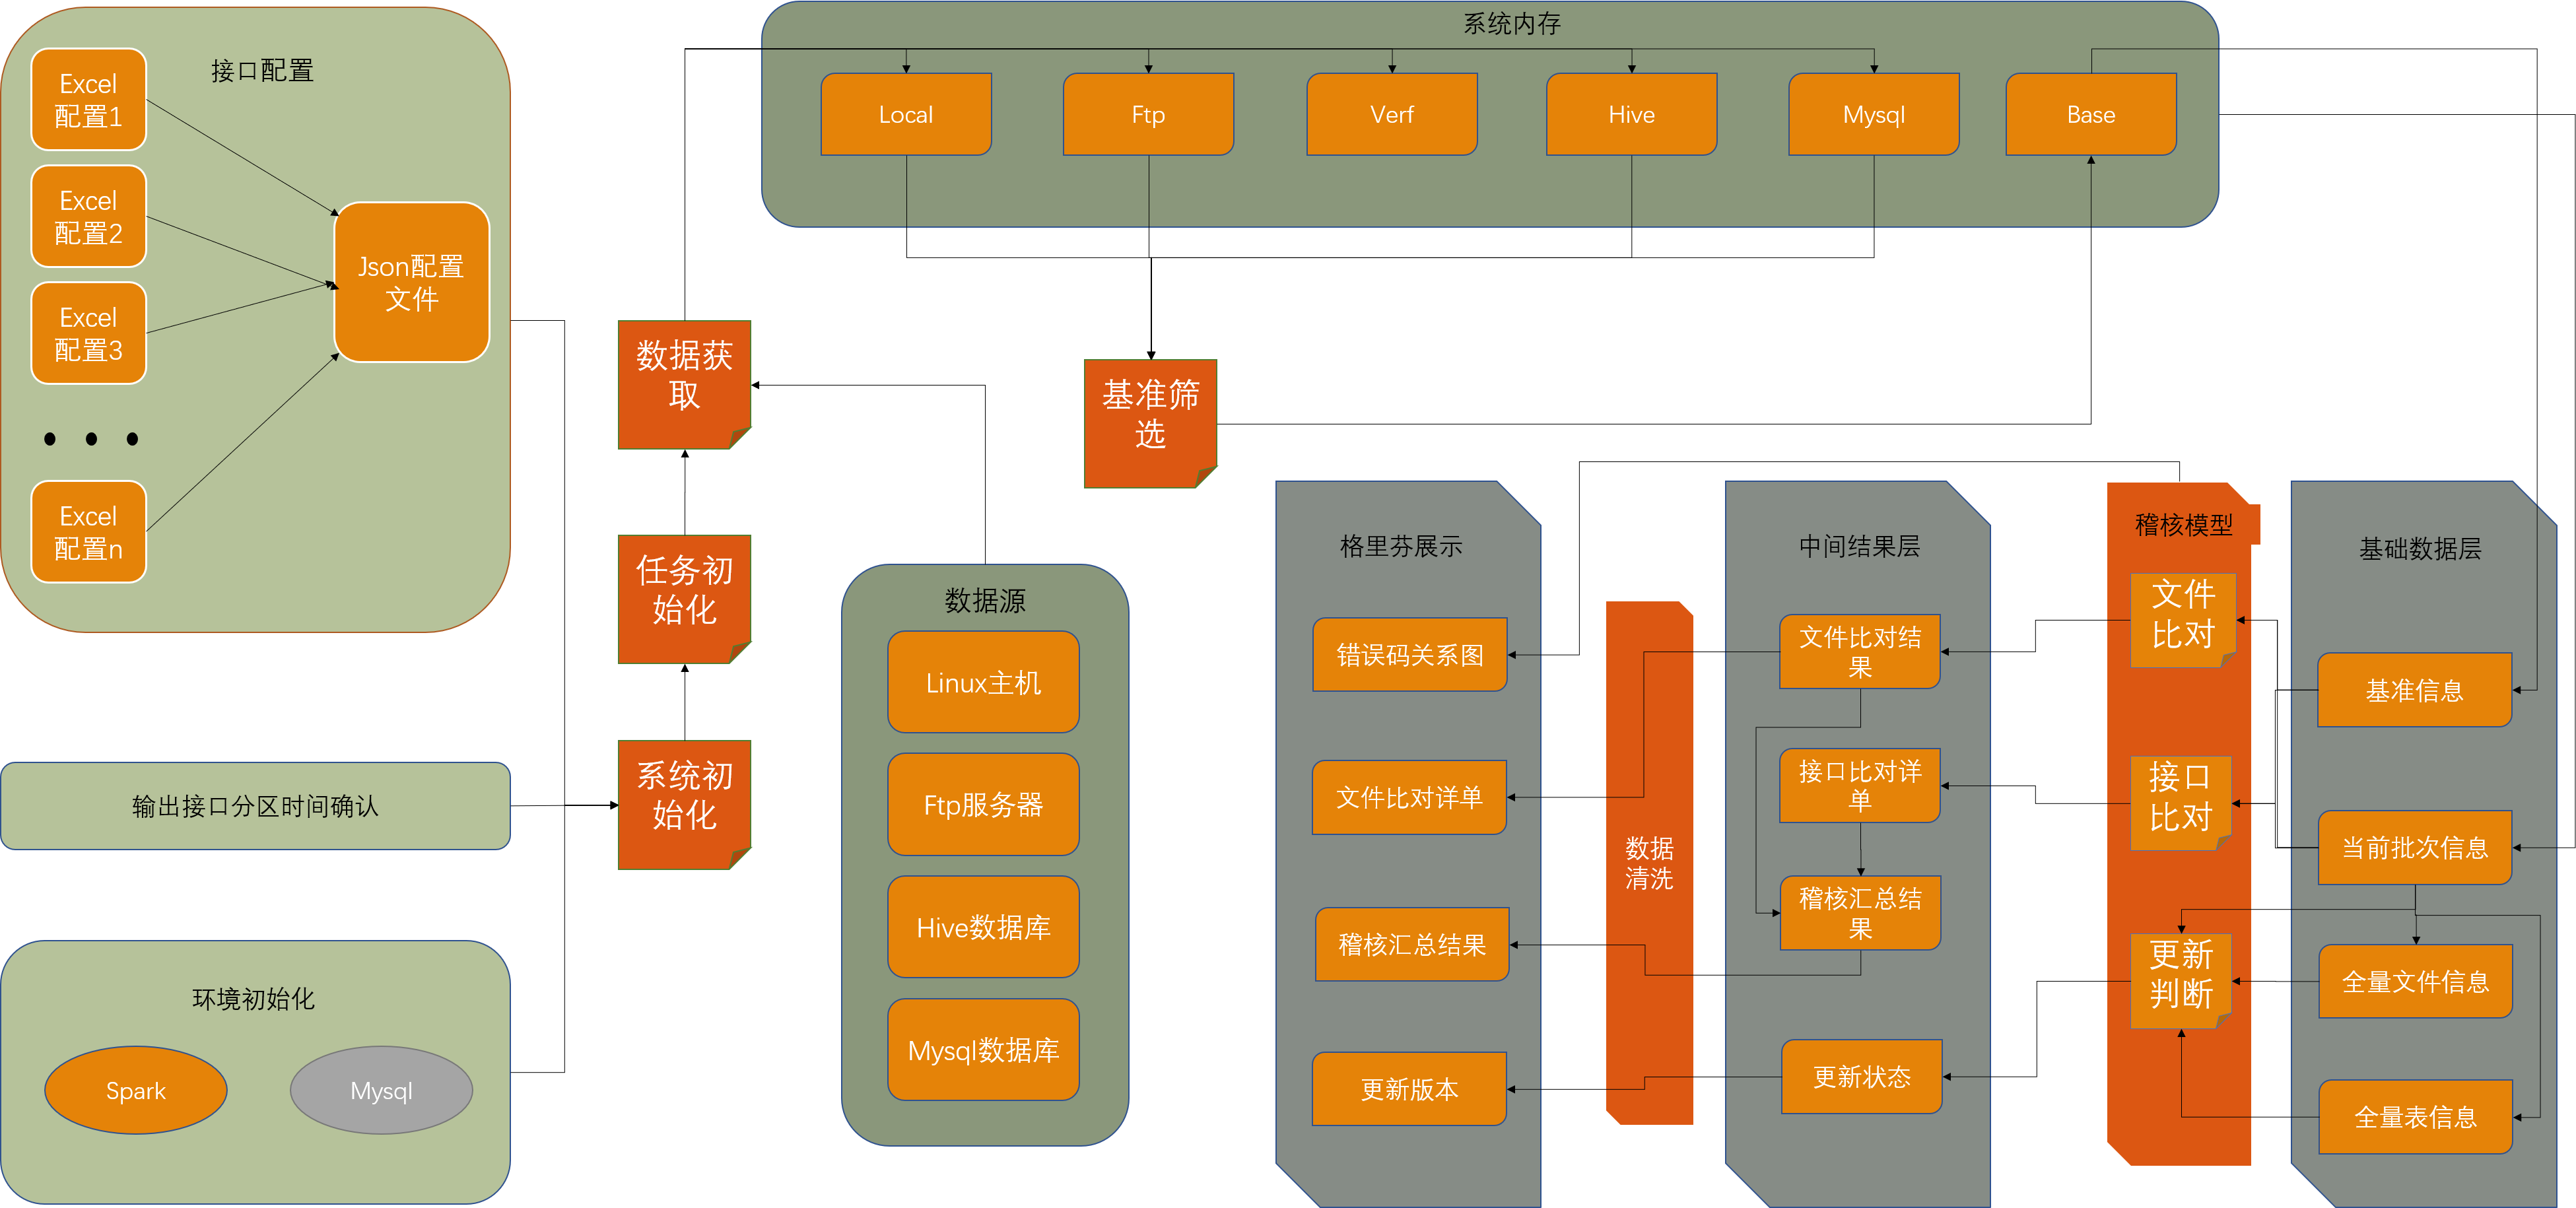 接口配置
Excel
配置1
Excel
配置2
Excel
配置3
Excel
配置n
Json配置
文件
输出接口分区时间确认
环境初始化
Spark
Mysql
数据获
取
任务初
始化
系统初
始化
系统内存
Local
Ftp
Verf
Hive
Mysql
Base
基准筛
选
数据源
Linux主机
Ftp服务器
Hive数据库
Mysql数据库
格里芬展示
错误码关系图
文件比对详单
稽核汇总结果
更新版本
数据
清洗
中间结果层
文件比对结
果
接口比对详
单
稽核汇总结
果
更新状态
稽核模型
文件
比对
接口
比对
更新
判断
基础数据层
基准信息
当前批次信息
全量文件信息
全量表信息